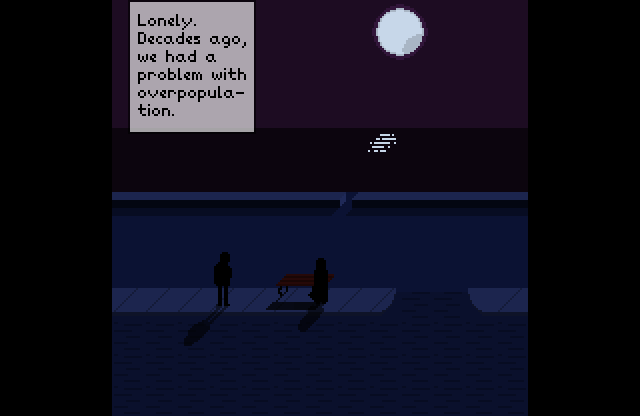 Lonely.
Decades ago,
we had a
problem with
overpopula-
tion.